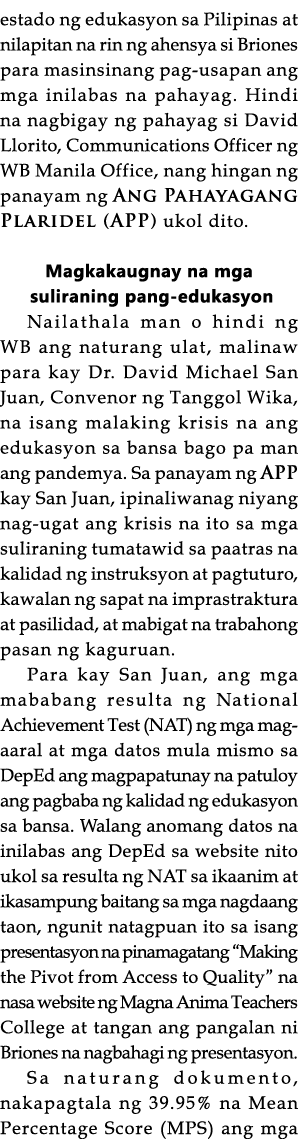 estado ng edukasyon sa Pilipinas at
nilapitan na rin ng ahensya si Briones
para masinsinang pag-usapan ang
mga inilabas na pahayag. Hindi
na nagbigay ng pahayag si David
Llorito, Communications Officer ng
WB Manila Office, nang hingan ng
panayam ng Ang Pahayagang
Plaridel (APP) ukol dito.
Magkakaugnay na mga
suliraning pang-edukasyon
Nailathala man o hindi ng
WB ang naturang ulat, malinaw
para kay Dr. David Michael San
Juan, Convenor ng Tanggol Wika,
na isang malaking krisis na ang
edukasyon sa bansa bago pa man
ang pandemya. Sa panayam ng APP
kay San Juan, ipinaliwanag niyang
nag-ugat ang krisis na ito sa mga
suliraning tumatawid sa paatras na
kalidad ng instruksyon at pagtuturo,
kawalan ng sapat na imprastraktura
at pasilidad, at mabigat na trabahong
pasan ng kaguruan.
Para kay San Juan, ang mga
mababang resulta ng National
Achievement Test (NAT) ng mga mag-
aaral at mga datos mula mismo sa
DepEd ang magpapatunay na patuloy
ang pagbaba ng kalidad ng edukasyon
sa bansa. Walang anomang datos na
inilabas ang DepEd sa website nito
ukol sa resulta ng NAT sa ikaanim at
ikasampung baitang sa mga nagdaang
taon, ngunit natagpuan ito sa isang
presentasyon na pinamagatang “Making
the Pivot from Access to Quality” na
nasa website ng Magna Anima Teachers
College at tangan ang pangalan ni
Briones na nagbahagi ng presentasyon.
Sa naturang dokumento,
nakapagtala ng 39.95% na Mean
Percentage Score (MPS) ang mga